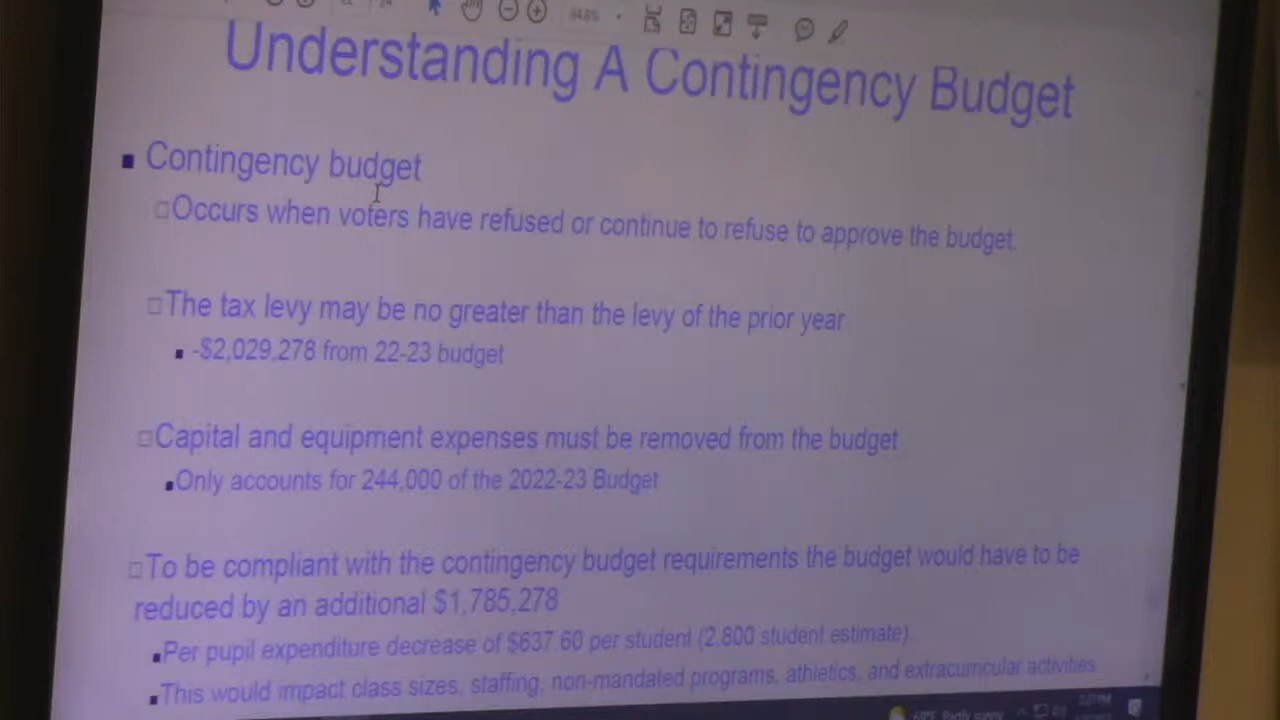 Understanding A Contingency Budget
Contingency budget
Occurs when voters have refused or continue to refuse to approve the budget.
The tax levy may be no greater than the levy of the prior year
-$2,029,278 from 22-23 budget
Capital and equipment expenses must be removed from the budget
Only accounts for 244,000 of the 2022-23 Budget
To be compliant with the contingency budget requirements the budget would have to be
reduced by an additional $1,785,278
Per pupil expenditure decrease of $637.60 per student (2,800 student estimate).
This would impact class sizes, staffing, non-mandated programs, athletics, and extracurricular activities
Partly sunny